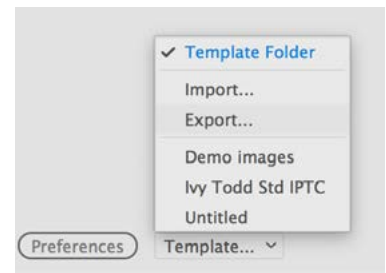 ✓ Template Folder
Import...
Export...
Demo images
Ivy Todd Std IPTC
Untitled
Preferences Template...